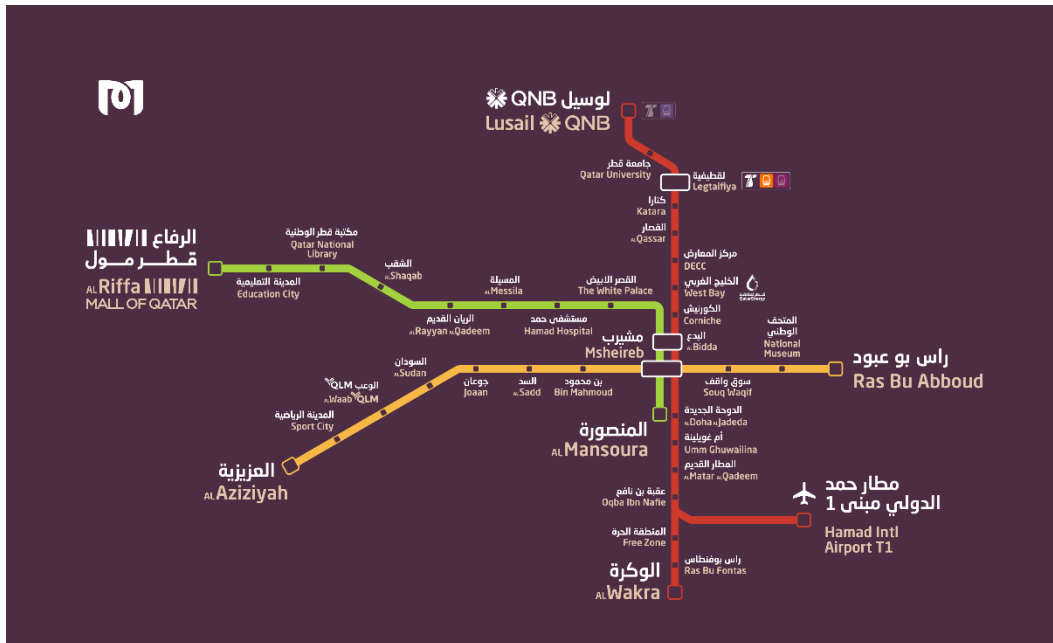 لوسيل QNB
Lusail QNB
جامعة قطر
Qatar University
لقطيفية
Legtaifiya
كتارا
Katara
القصار
AL Qassar
مركز المعارض
DECC
الخليج الغربي
West Bay
قطر للطاقة
QatarEnergy
الكورنيش
Corniche
البدع
AL Bidda
الرفاع
قطر مول
AL Riffa
MALL OF QATAR
المدينة التعليمية
Education City
مكتبة قطر الوطنية
Qatar National
Library
الشقب
AL Shaqab
الريان القديم
AL Rayyan AL Qadeem
المسيلة
AL Messila
مستشفى حمد
Hamad Hospital
القصر الابيض
The White Palace
مشيرب
Msheireb
المنصورة
AL Mansoura
المتحف
الوطني
National
Museum
سوق واقف
Souq Waqif
راس بو عبود
Ras Bu Abboud
بن محمود
Bin Mahmoud
السد
AL Sadd
جوعان
Joaan
السودان
AL Sudan
الوعب QLM
AL Waab QLM
المدينة الرياضية
Sport City
العزيزية
AL Aziziyah
الدوحة الجديدة
AL Doha AL Jadeda
أم غويلينة
Umm Ghuwailina
المطار القديم
AL Matar AL Qadeem
عقبة بن نافع
Oqba Ibn Nafie
مطار حمد
الدولي مبنى 1
Hamad Intl
Airport T1
المنطقة الحرة
Free Zone
راس بوفنطاس
Ras Bu Fontas
الوكرة
AL Wakra